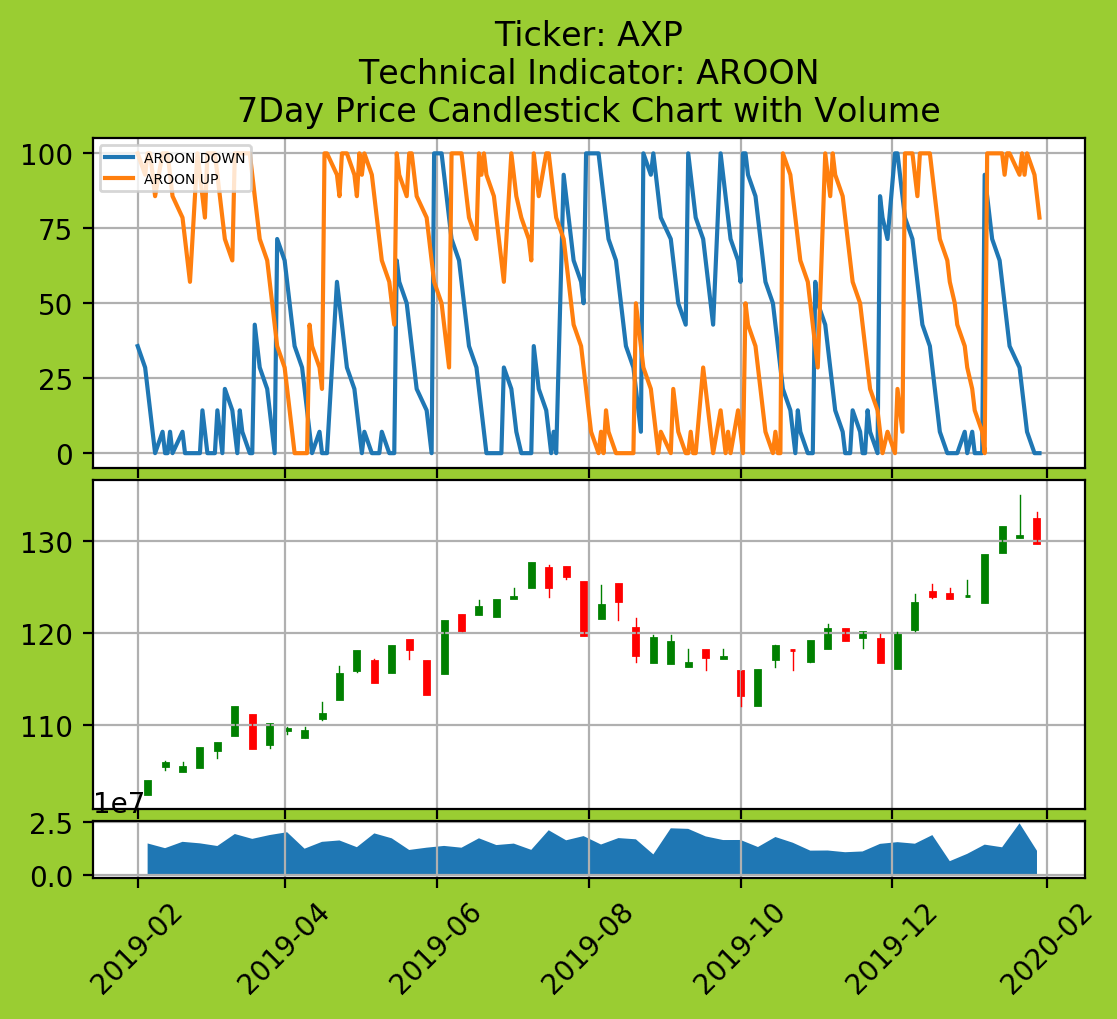 Ticker: AXP
Technical Indicator: AROON
7Day Price Candlestick Chart with Volume
100
75
50
25
0
AROON DOWN
AROON UP
130
120
110
1e7
2.5
0.0
2019-02
2019-04
2019-06
2019-08
2019-10
2019-12
2020-02